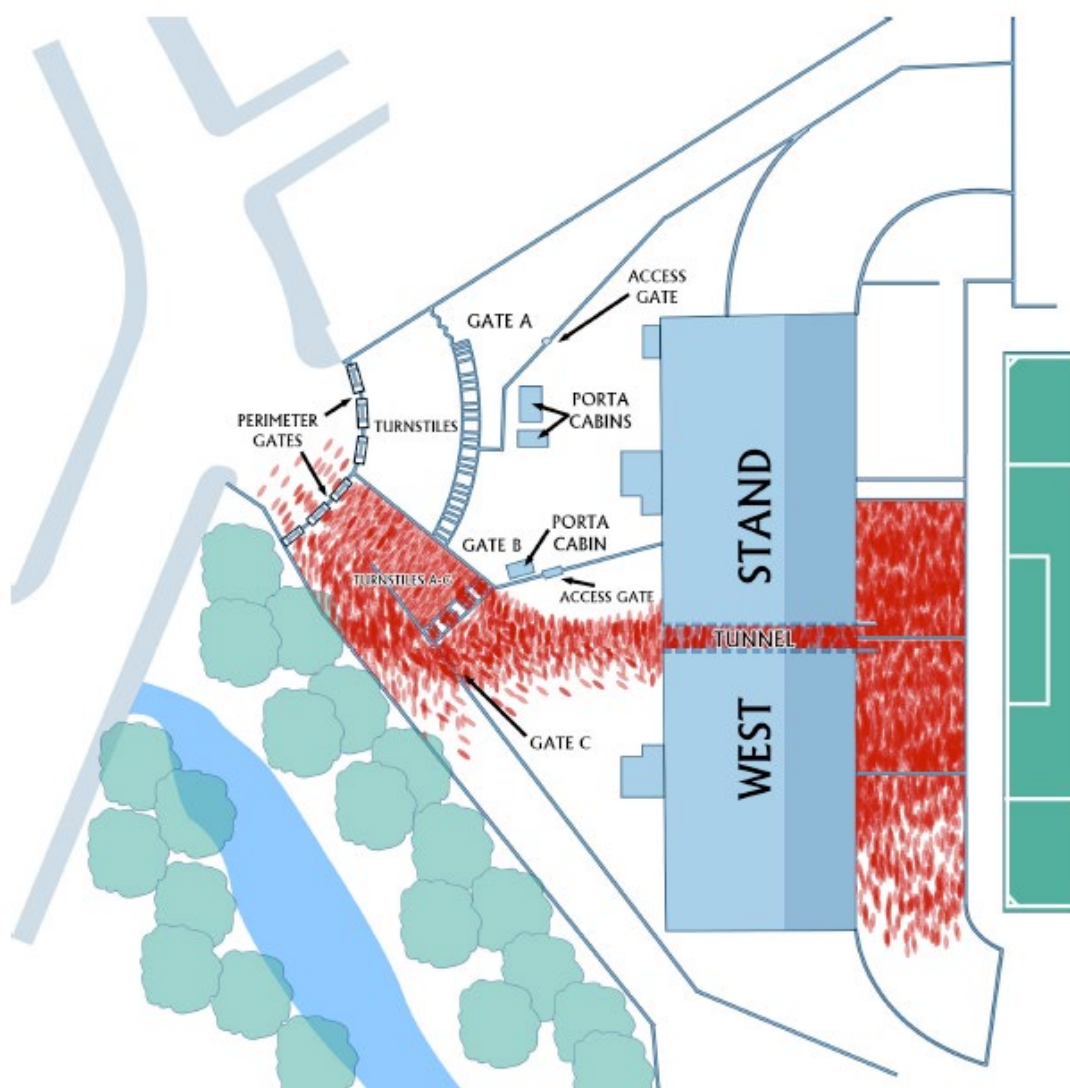 ACCESS
GATE
GATE A
PORTA
CABINS
PERIMETER
GATES
TURNSTILES
STAND
GATE B
PORTA
CABIN
TURNSTILES A-G
ACCESS GATE
TUNNEL
WEST
GATE C